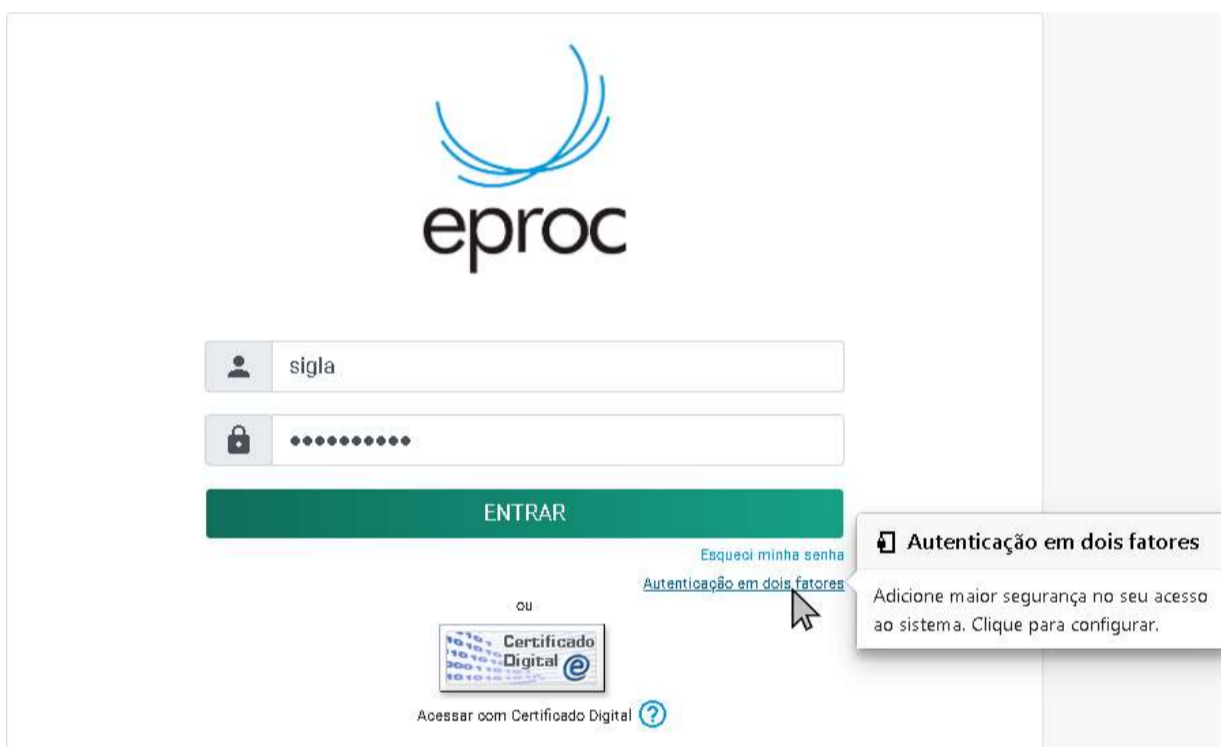 eproc
sigla
ENTRAR
Esqueci minha senha
Autenticação em dois fatores
Autenticação em dois fatores
Adicione maior segurança no seu acesso
ao sistema. Clique para configurar.
ou
Certificado
Digital
Acessar com Certificado Digital ?